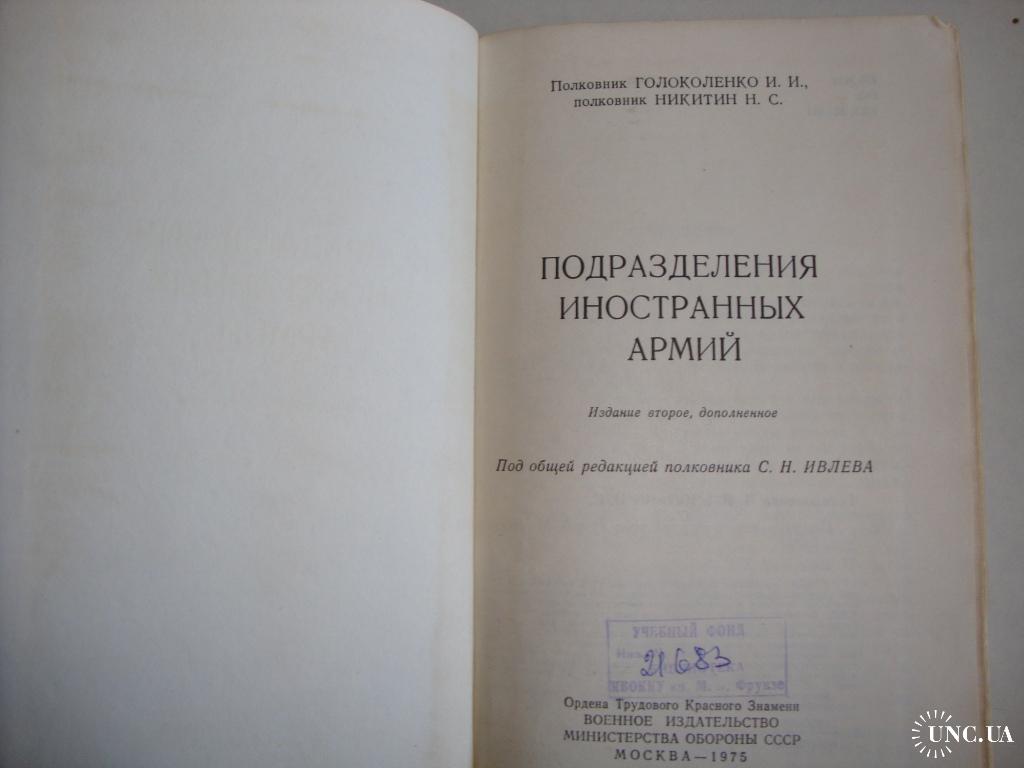 Полковник ГОЛОКОЛЕНКО И. И.,
полковник НИКИТИН Н. С.
ПОДРАЗДЕЛЕНИЯ
ИНОСТРАННЫХ
АРМИЙ
Издание второе, дополненное
Под общей редакцией полковника С. Н. ИВЛЕВА
УЧЕБНЫЙ ФОНД
21683
М. Фрунзе
Ордена Трудового Красного Знамени
ВОЕННОЕ ИЗДАТЕЛЬСТВО
МИНИСТЕРСТВА ОБОРОНЫ СССР
МОСКВА—1975
UNC.UA